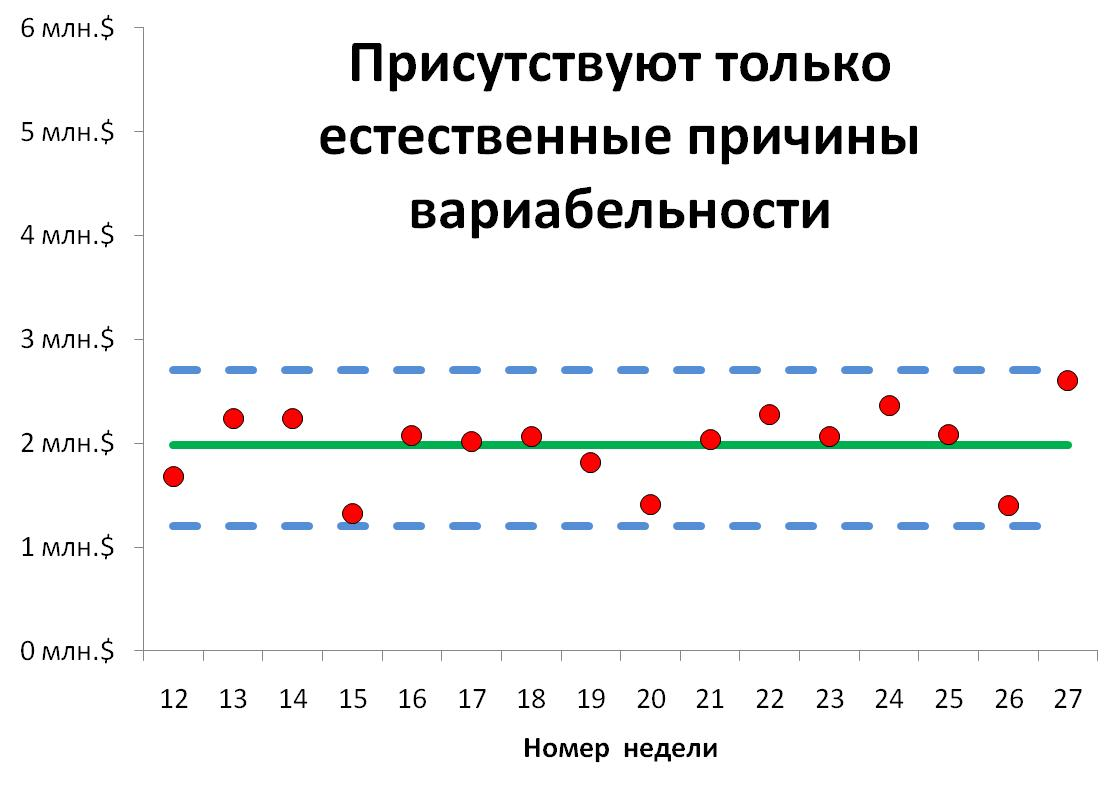 Присутствуют только
естественные причины
вариабельности
6 млн.$
5 млн.$
4 млн.$
3 млн.$
2 млн.$
1 млн.$
0 млн.$
12 13 14 15 16 17 18 19 20 21 22 23 24 25 26 27
Номер недели